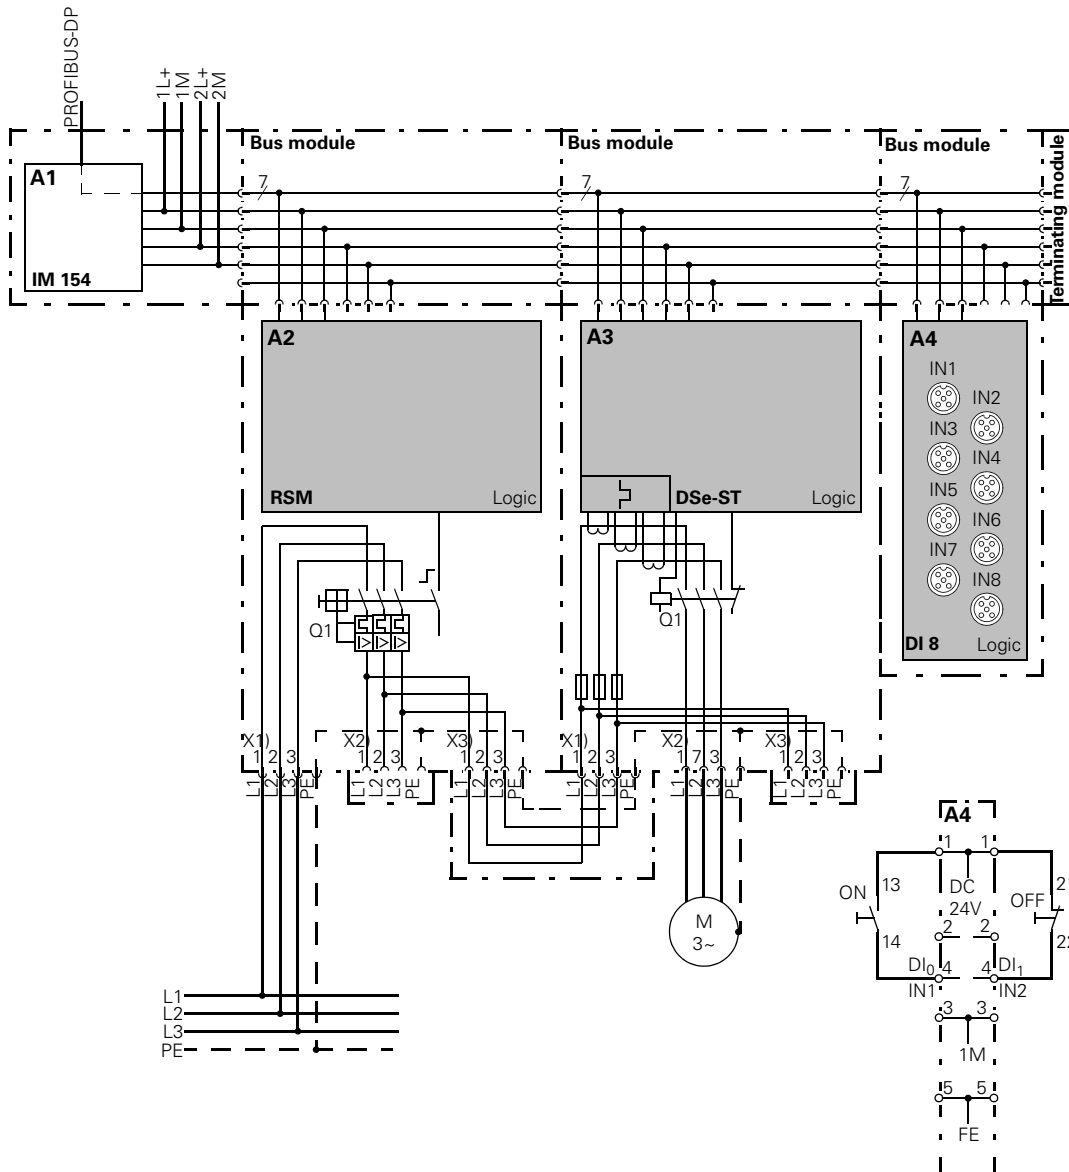 PROFIBUS-DP
1L+
1M
2L+
2M
Bus module
Bus module
Bus module
Terminating module
A1
IM 154
7
7
7
A2
RSM
Logic
A3
DSe-ST
Logic
A4
IN1
IN2
IN3
IN4
IN5
IN6
IN7
IN8
DI 8
Logic
Q1
Q1
X1)
1 2 3
X2)
1 2 3
X3)
1 2 3
X1)
1 2 3
X2)
1 7 3
X3)
1 2 3
L1
L2
L3
PE
L1
L2
L3
PE
L1
L2
L3
PE
L1
L2
L3
PE
L1
L2
L3
PE
L1
L2
L3
PE
M
3~
L1
L2
L3
PE
A4
1 1
DC
24V
ON
13
14
OFF
21
22
2 2
DI0 4
4 DI1
IN1
IN2
3 3
1M
5 5
FE